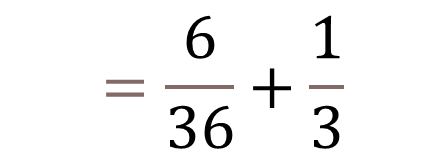 = 6/36 + 1/3